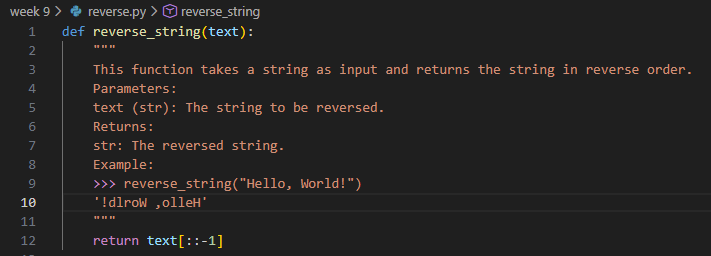 week 9 > reverse.py > reverse_string
1 def reverse_string(text):
2 """
3 This function takes a string as input and returns the string in reverse order.
4 Parameters:
5 text (str): The string to be reversed.
6 Returns:
7 str: The reversed string.
8 Example:
9 >>> reverse_string("Hello, World!")
10 '!dlroW ,olleH'
11 """
12 return text[::-1]